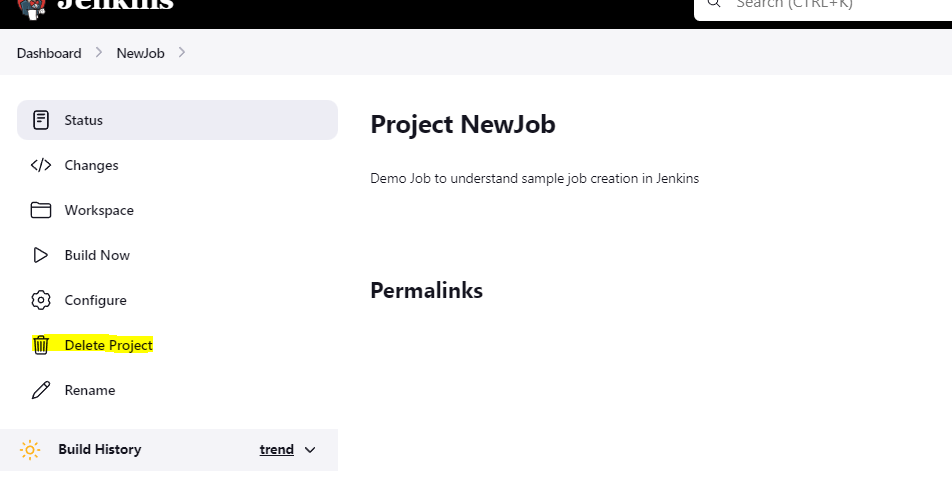 Jenkins
Search (CTRL+K)
Dashboard
NewJob
Status
Changes
Workspace
Build Now
Configure
Delete Project
Rename
Build History
trend
Project NewJob
Demo Job to understand sample job creation in Jenkins
Permalinks